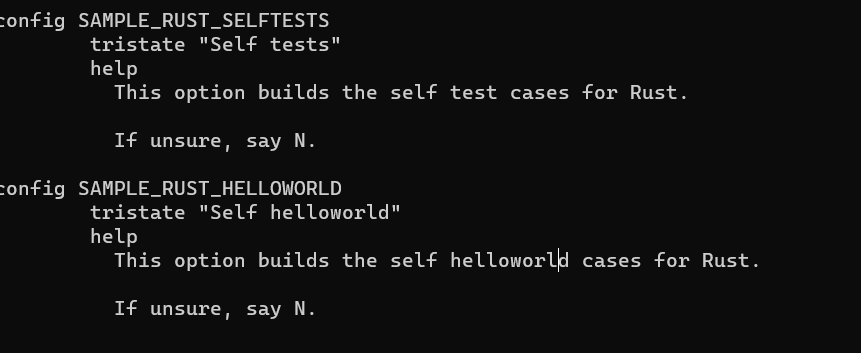 config SAMPLE_RUST_SELFTESTS
tristate "Self tests"
help
This option builds the self test cases for Rust.
If unsure, say N.
config SAMPLE_RUST_HELLOWORLD
tristate "Self helloworld"
help
This option builds the self helloworld cases for Rust.
If unsure, say N.